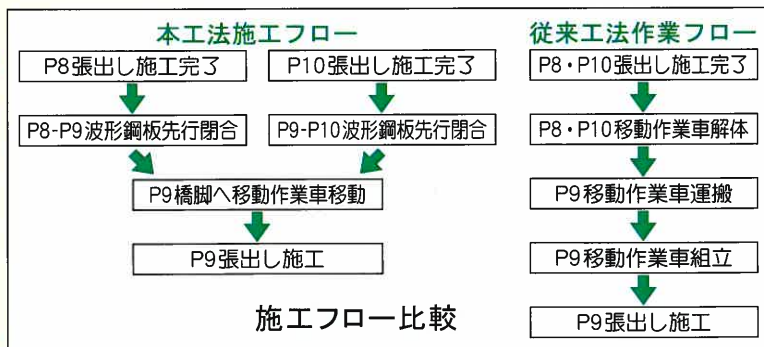 本工法施工フロー
P8張出し施工完了
P10張出し施工完了
P8-P9波形鋼板先行閉合
P9-P10波形鋼板先行閉合
P9橋脚へ移動作業車移動
P9張出し施工
従来工法作業フロー
P8・P10張出し施工完了
P8・P10移動作業車解体
P9移動作業車運搬
P9移動作業車組立
P9張出し施工
施工フロー比較